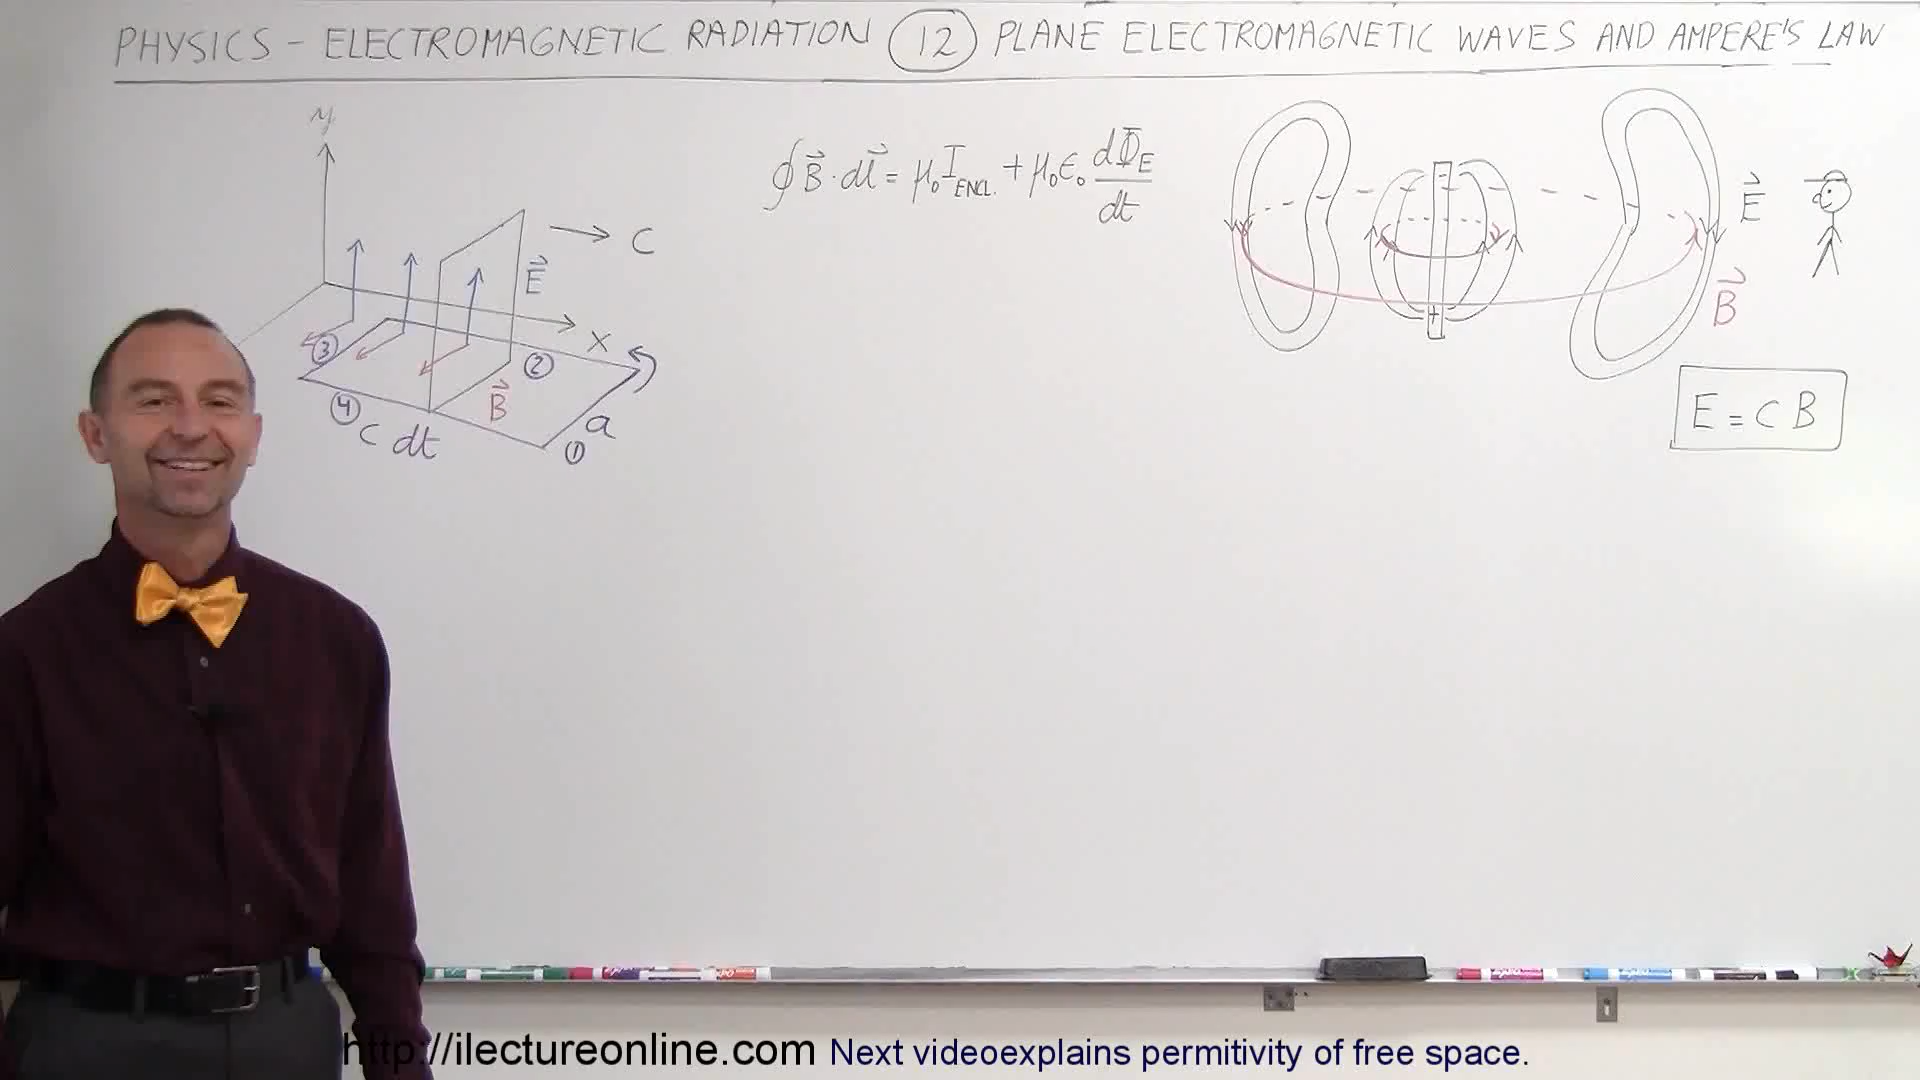 PHYSICS - ELECTROMAGNETIC RADIATION 12 PLANE ELECTROMAGNETIC WAVES AND AMPERE'S LAW
y
∮B⃗·dl⃗ = μ₀I_ENCL. + μ₀ε₀ dΦ_E/dt
C
E⃗
x
3
2
B⃗
4
C dt
a
1
E⃗
B⃗
- +
E = C B
http://ilectureonline.com Next videoexplains permitivity of free space.